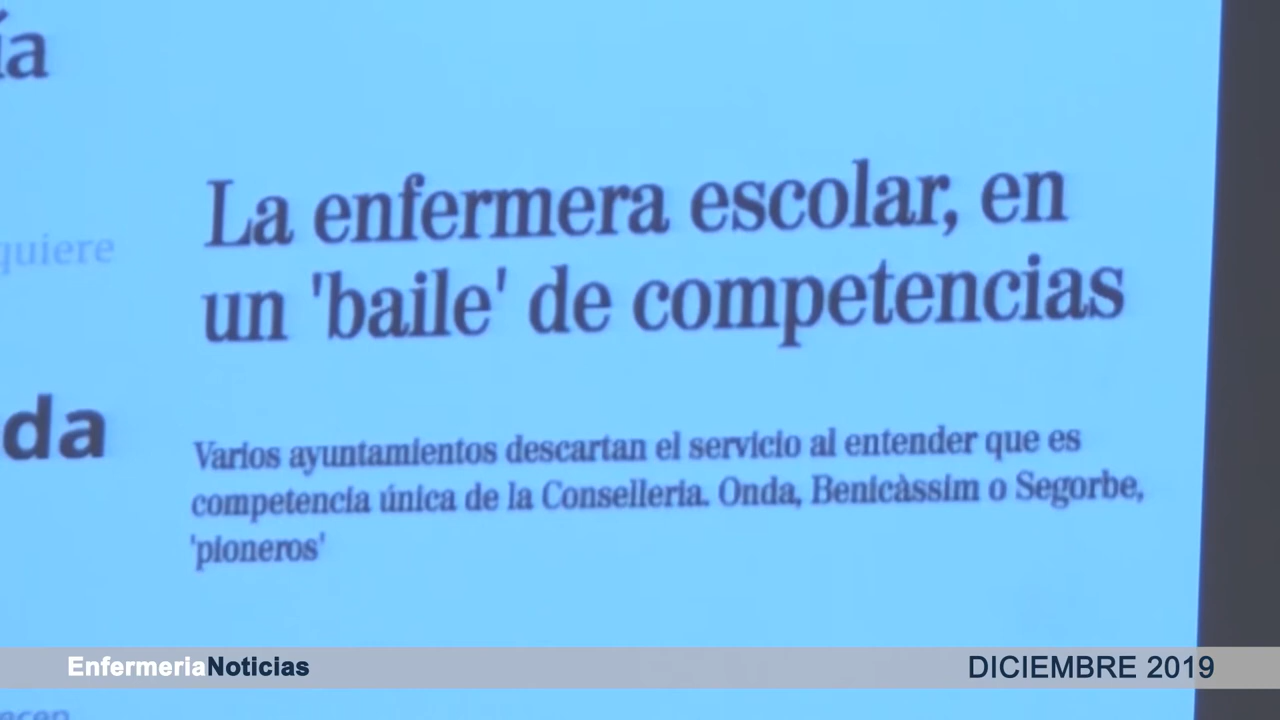 ía
quiere
da
La enfermera escolar, en
un 'baile' de competencias
Varios ayuntamientos descartan el servicio al entender que es
competencia única de la Conselleria. Onda, Benicàssim o Segorbe,
'pioneros'
EnfermeriaNoticias
DICIEMBRE 2019